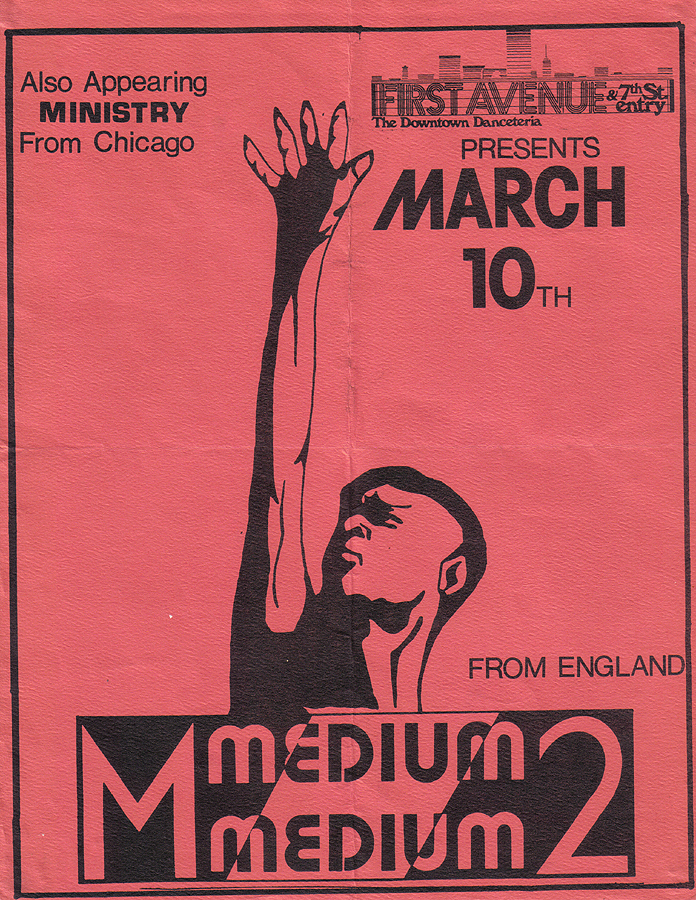 Also Appearing
MINISTRY
From Chicago
FIRST AVENUE & 7th St. entry
The Downtown Danceteria
PRESENTS
MARCH
10TH
FROM ENGLAND
M MEDIUM 2
MEDIUM